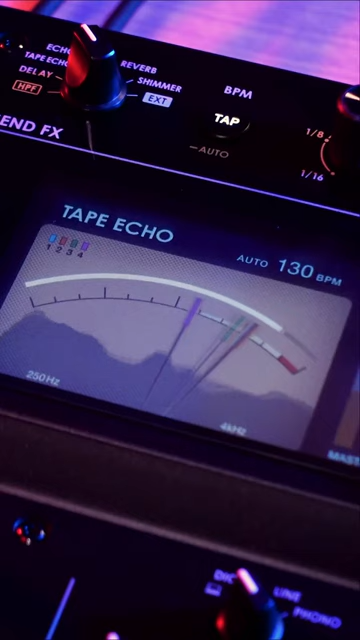 ECHO
TAPE ECHO
DELAY
HPF
REVERB
SHIMMER
EXT
BPM
TAP
AUTO
1/8
1/16
END FX
TAPE ECHO
1 2 3 4
AUTO 130 BPM
250Hz
4kHz
MAST
LINE
PHONO